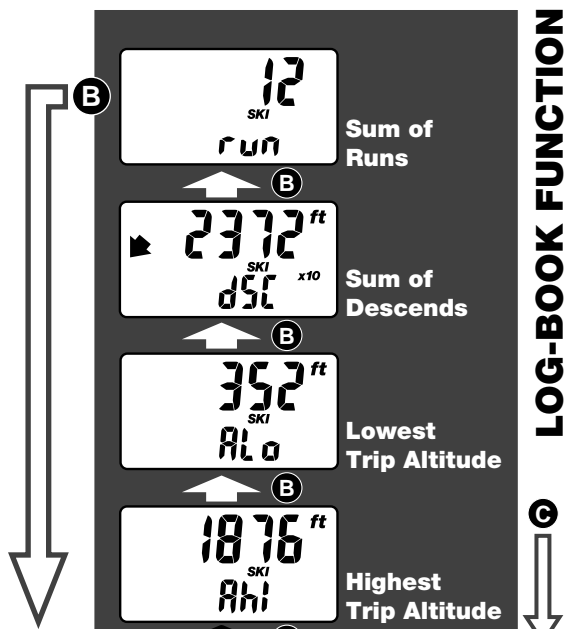 B
12
SKI
run
Sum of
Runs
B
2372 ft
SKI
dSC x10
Sum of
Descends
B
352 ft
SKI
ALo
Lowest
Trip Altitude
B
1876 ft
SKI
Ahi
Highest
Trip Altitude
LOG-BOOK FUNCTION
C